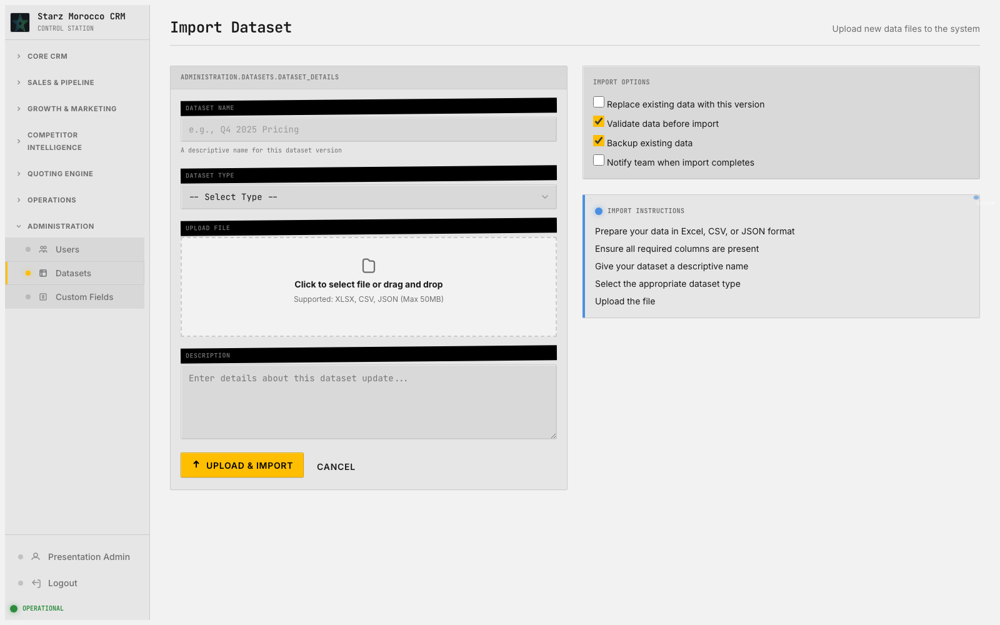 Starz Morocco CRM
CONTROL STATION
CORE CRM
SALES & PIPELINE
GROWTH & MARKETING
COMPETITOR
INTELLIGENCE
QUOTING ENGINE
OPERATIONS
ADMINISTRATION
Users
Datasets
Custom Fields
Presentation Admin
Logout
OPERATIONAL
Import Dataset
Upload new data files to the system
ADMINISTRATION.DATASETS.DATASET_DETAILS
DATASET NAME
e.g., Q4 2025 Pricing
A descriptive name for this dataset version
DATASET TYPE
-- Select Type --
UPLOAD FILE
Click to select file or drag and drop
Supported: XLSX, CSV, JSON (Max 50MB)
DESCRIPTION
Enter details about this dataset update...
UPLOAD & IMPORT
CANCEL
IMPORT OPTIONS
Replace existing data with this version
Validate data before import
Backup existing data
Notify team when import completes
IMPORT INSTRUCTIONS
Prepare your data in Excel, CSV, or JSON format
Ensure all required columns are present
Give your dataset a descriptive name
Select the appropriate dataset type
Upload the file